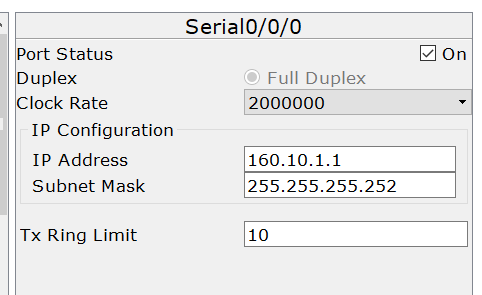 Serial0/0/0
Port Status On
Duplex Full Duplex
Clock Rate 2000000
IP Configuration
IP Address 160.10.1.1
Subnet Mask 255.255.255.252
Tx Ring Limit 10